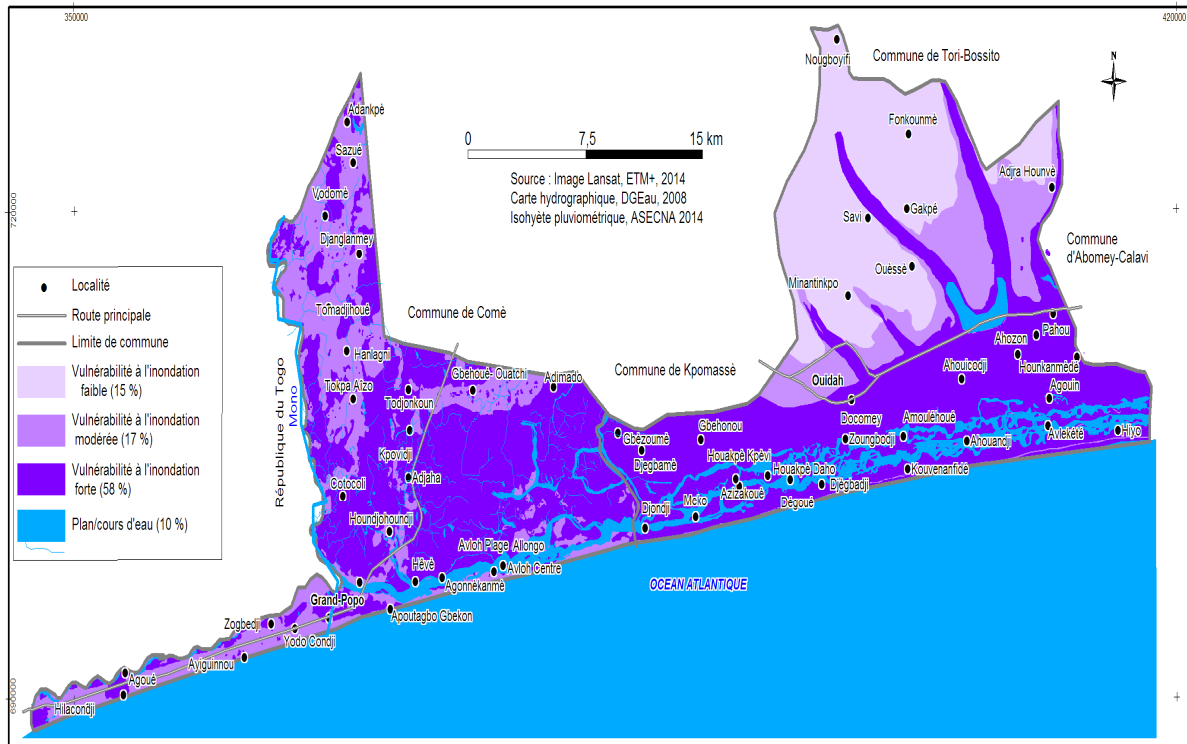 350000
420000
720000
690000
Commune de Tori-Bossito
Nougboyifi
N
Adankpè
Fonkounmè
0 7,5 15 km
Sazué
Source : Image Lansat, ETM+, 2014
Carte hydrographique, DGEau, 2008
Isohyète pluviométrique, ASECNA 2014
Adjra Hounvè
Vodomè
Savi
Gakpé
Djanglanmey
Commune
d'Abomey-Calavi
Ouèssè
Minantinkpo
Localité
Route principale
Limite de commune
Vulnérabilité à l'inondation
faible (15 %)
Vulnérabilité à l'inondation
modérée (17 %)
Vulnérabilité à l'inondation
forte (58 %)
Plan/cours d'eau (10 %)
République du Togo
Mono
Tomadjihoué
Commune de Comè
Pahou
Ahozon
Hanlagni
Hounkanmèdé
Commune de Kpomassè
Gbehouè- Ouatchi
Adimado
Tokpa Aïzo
Todjonkoun
Ouidah
Ahouicodji
Agouin
Docomey
Amouléhoué
Kpovidji
Gbèzoumè
Gbehonou
Zoungbodji
Ahouandji
Avlékété
Hiyo
Djègbamè
Adjaha
Houakpè Kpèvi
Houakpè Daho
Kouvenanfidé
Cotocoli
Azizakoué
Dégoué
Djègbadji
Houndjohoundji
Djondji
Mèko
Avloh Plage
Allongo
Avloh Centre
Hêvè
Agonnèkanmè
OCEAN ATLANTIQUE
Grand-Popo
Apoutagbo Gbekon
Zogbedji
Yodo Condji
Ayiguinnou
Agoué
Hilacondji